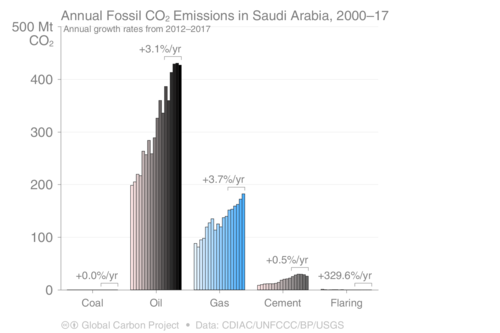 Annual Fossil CO₂ Emissions in Saudi Arabia, 2000–17
500 Mt
CO₂
Annual growth rates from 2012–2017
+3.1%/yr
400
300
200
+3.7%/yr
100
+0.5%/yr
+0.0%/yr
+329.6%/yr
0
Coal Oil Gas Cement Flaring
Global Carbon Project • Data: CDIAC/UNFCCC/BP/USGS